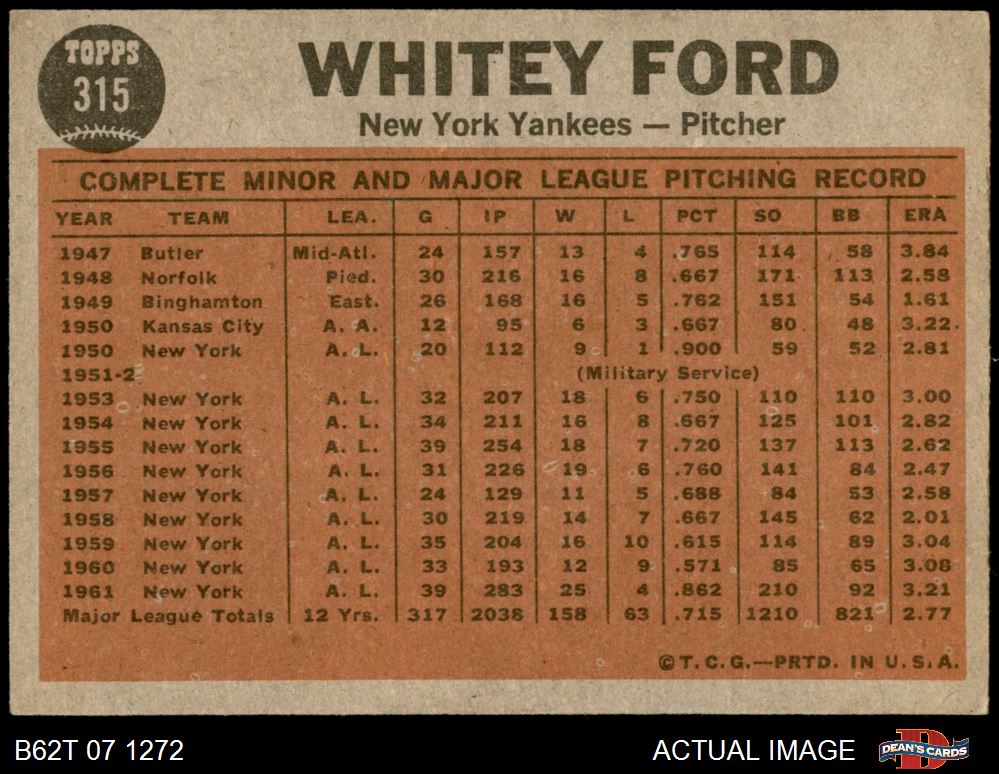 TOPPS
315
WHITEY FORD
New York Yankees — Pitcher
COMPLETE MINOR AND MAJOR LEAGUE PITCHING RECORD
YEAR TEAM LEA. G IP W L PCT SO BB ERA
1947 Butler Mid-Atl. 24 157 13 4 .765 114 58 3.84
1948 Norfolk Pied. 30 216 16 8 .667 171 113 2.58
1949 Binghamton East. 26 168 16 5 .762 151 54 1.61
1950 Kansas City A. A. 12 95 6 3 .667 80 48 3.22
1950 New York A. L. 20 112 9 1 .900 59 52 2.81
1951-2 (Military Service)
1953 New York A. L. 32 207 18 6 .750 110 110 3.00
1954 New York A. L. 34 211 16 8 .667 125 101 2.82
1955 New York A. L. 39 254 18 7 .720 137 113 2.62
1956 New York A. L. 31 226 19 6 .760 141 84 2.47
1957 New York A. L. 24 129 11 5 .688 84 53 2.58
1958 New York A. L. 30 219 14 7 .667 145 62 2.01
1959 New York A. L. 35 204 16 10 .615 114 89 3.04
1960 New York A. L. 33 193 12 9 .571 85 65 3.08
1961 New York A. L. 39 283 25 4 .862 210 92 3.21
Major League Totals 12 Yrs. 317 2038 158 63 .715 1210 821 2.77
©T.C.G.—PRTD. IN U.S.A.
B62T 07 1272 ACTUAL IMAGE DEAN'S CARDS